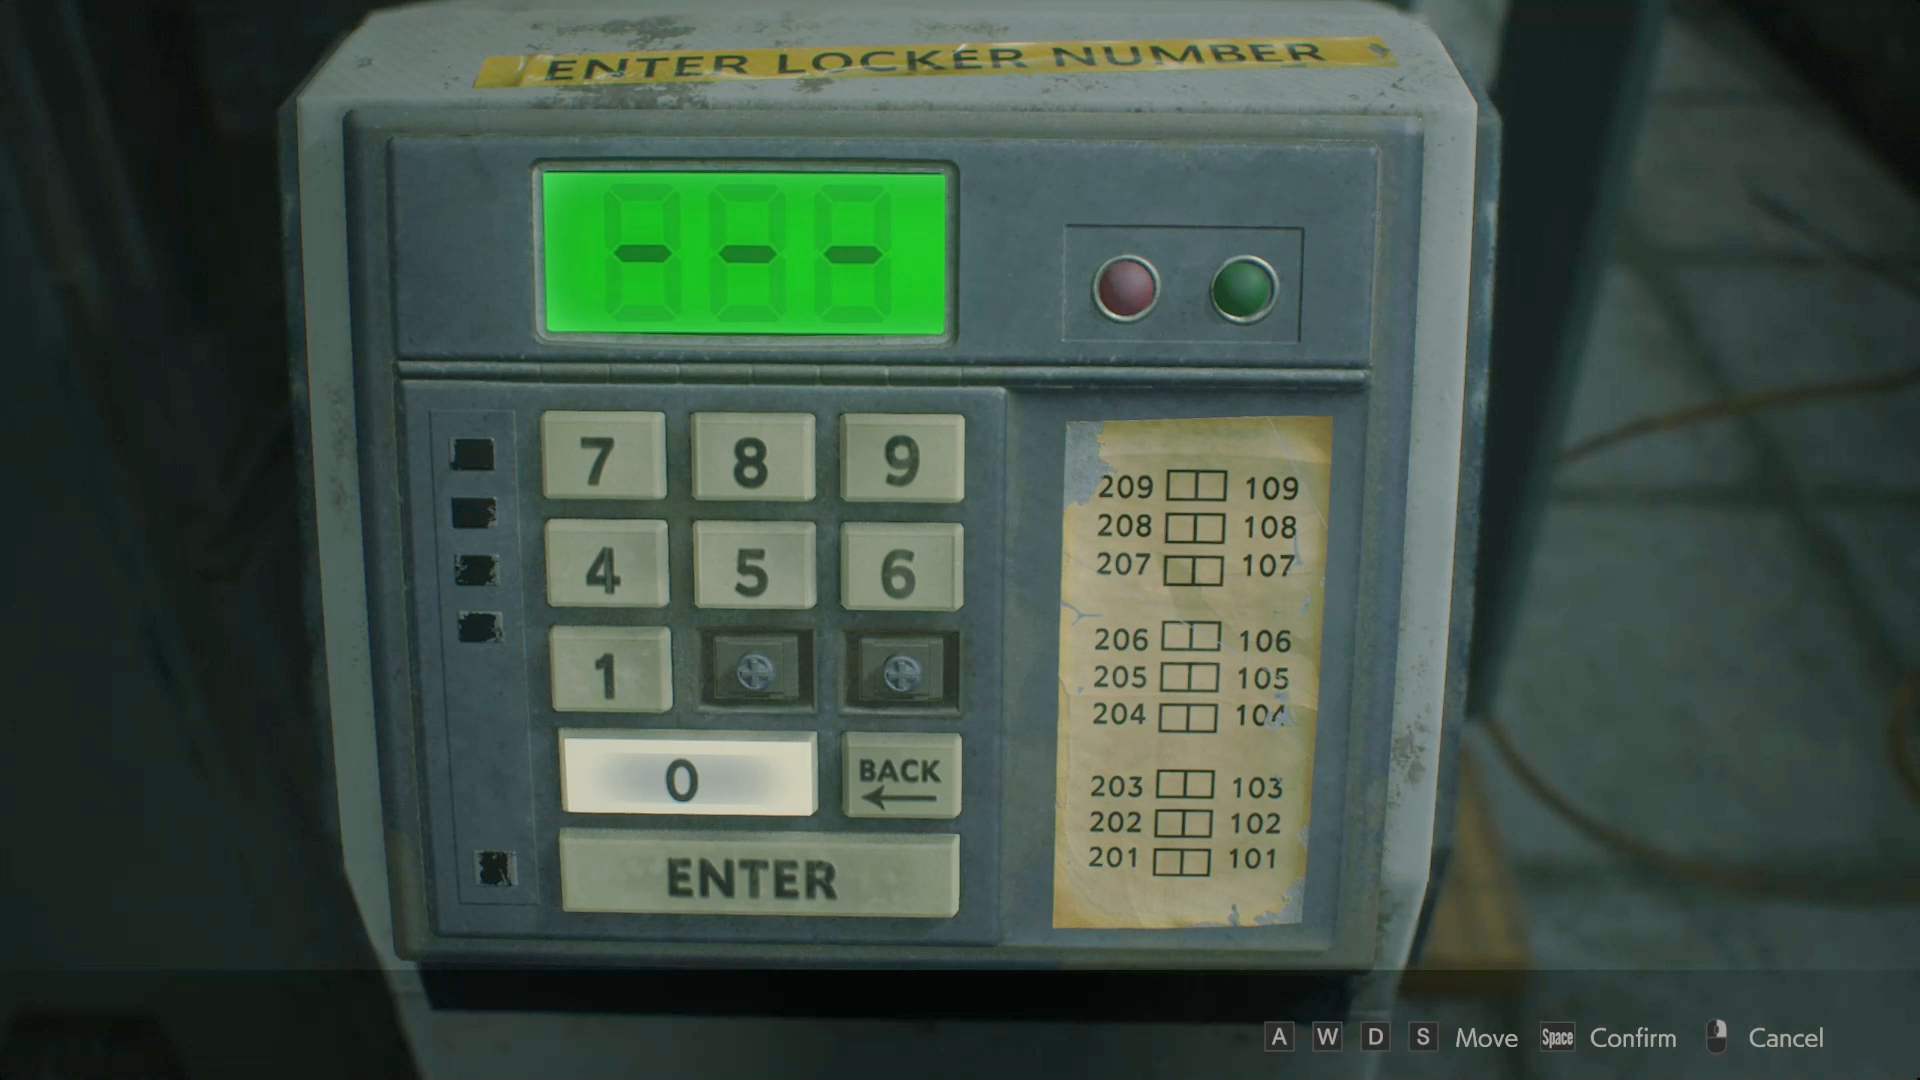 ENTER LOCKER NUMBER
- - -
7 8 9
4 5 6
1
0 BACK
ENTER
209 109
208 108
207 107
206 106
205 105
204 104
203 103
202 102
201 101
A W D S Move Space Confirm Cancel